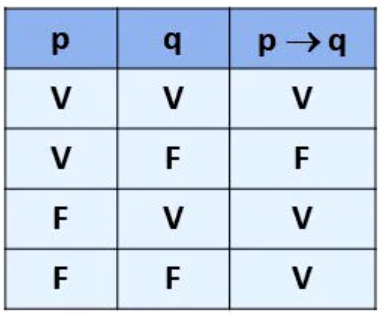 p q p → q
V V V
V F F
F V V
F F V